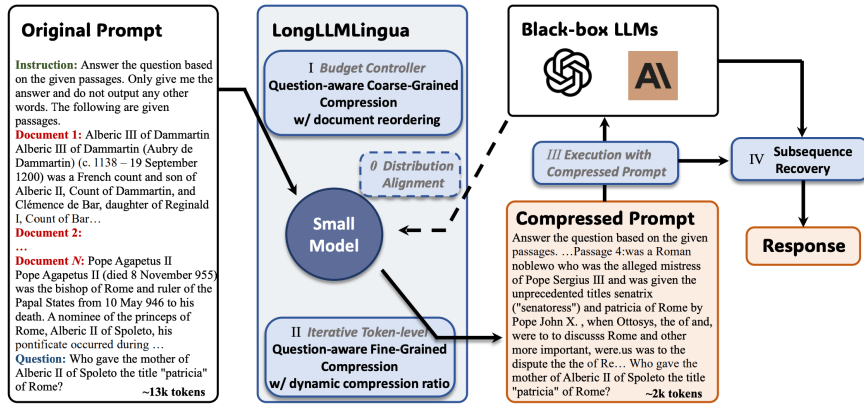 Original Prompt
Instruction: Answer the question based
on the given passages. Only give me the
answer and do not output any other
words. The following are given
passages.
Document 1: Alberic III of Dammartin
Alberic III of Dammartin (Aubry de
Dammartin) (c. 1138 – 19 September
1200) was a French count and son of
Alberic II, Count of Dammartin, and
Clémence de Bar, daughter of Reginald
I, Count of Bar…
Document 2:
…
Document N: Pope Agapetus II
Pope Agapetus II (died 8 November 955)
was the bishop of Rome and ruler of the
Papal States from 10 May 946 to his
death. A nominee of the princeps of
Rome, Alberic II of Spoleto, his
pontificate occurred during …
Question: Who gave the mother of
Alberic II of Spoleto the title "patricia"
of Rome?
~13k tokens
LongLLMLingua
I Budget Controller
Question-aware Coarse-Grained
Compression
w/ document reordering
0 Distribution
Alignment
Small
Model
II Iterative Token-level
Question-aware Fine-Grained
Compression
w/ dynamic compression ratio
Black-box LLMs
III Execution with
Compressed Prompt
IV Subsequence
Recovery
Response
Compressed Prompt
Answer the question based on the given
passages. …Passage 4:was a Roman
noblewo who was the alleged mistress
of Pope Sergius III and was given the
unprecedented titles senatrix
("senatoress") and patricia of Rome by
Pope John X. , when Ottosys, the of and,
were to to discusss Rome and other
more important, were.us was to the
dispute the the of Re… Who gave the
mother of Alberic II of Spoleto the title
"patricia" of Rome?
~2k tokens